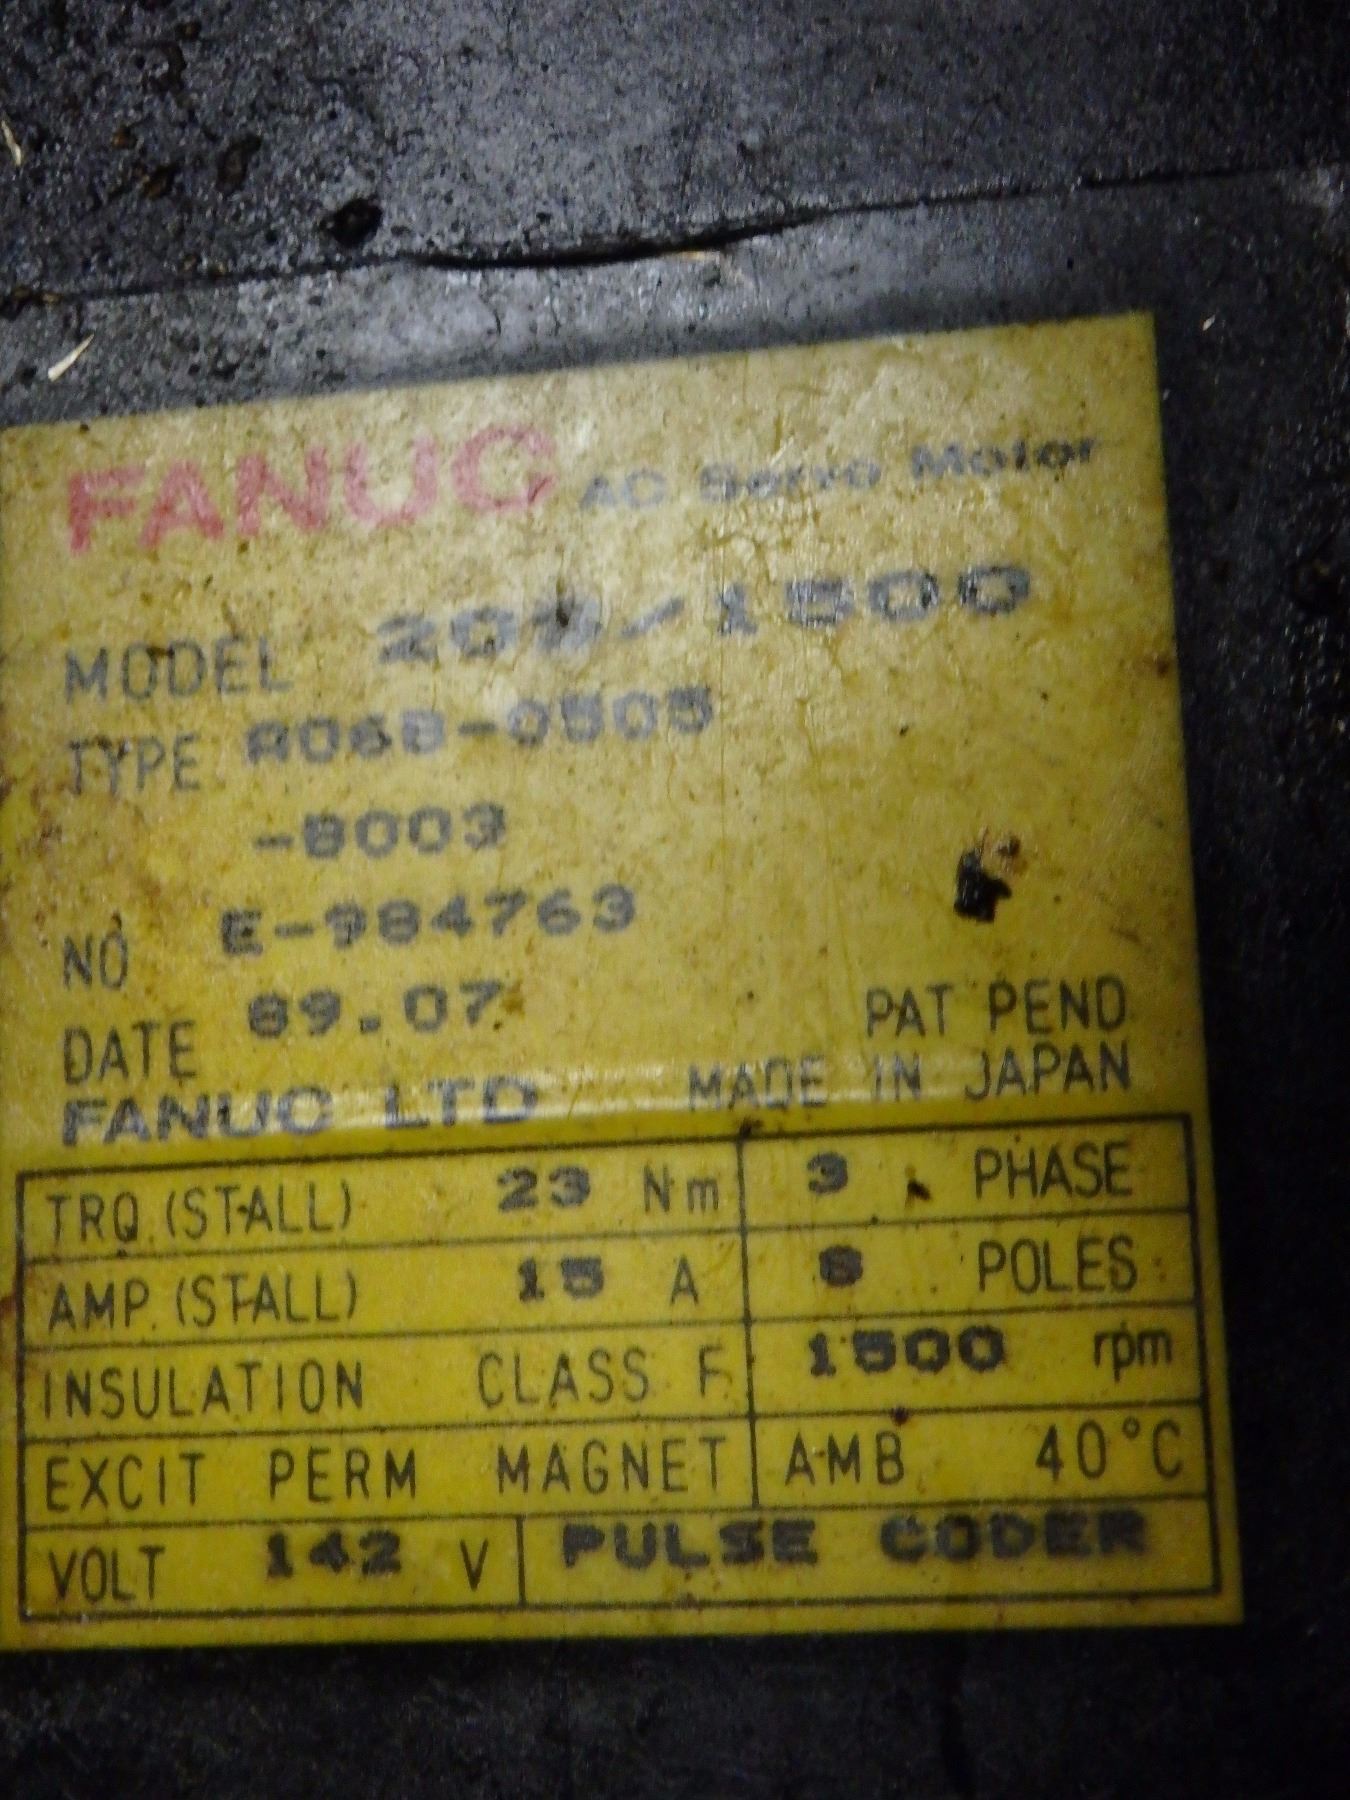 FANUC AC Servo Motor
MODEL 20S/1500
TYPE A06B-0505
-B003
NO E-984763
DATE 89.07
PAT PEND
FANUC LTD MADE IN JAPAN
TRQ.(STALL) 23 Nm 3 PHASE
AMP.(STALL) 15 A 8 POLES
INSULATION CLASS F 1500 rpm
EXCIT PERM MAGNET AMB 40°C
VOLT 142 V PULSE CODER